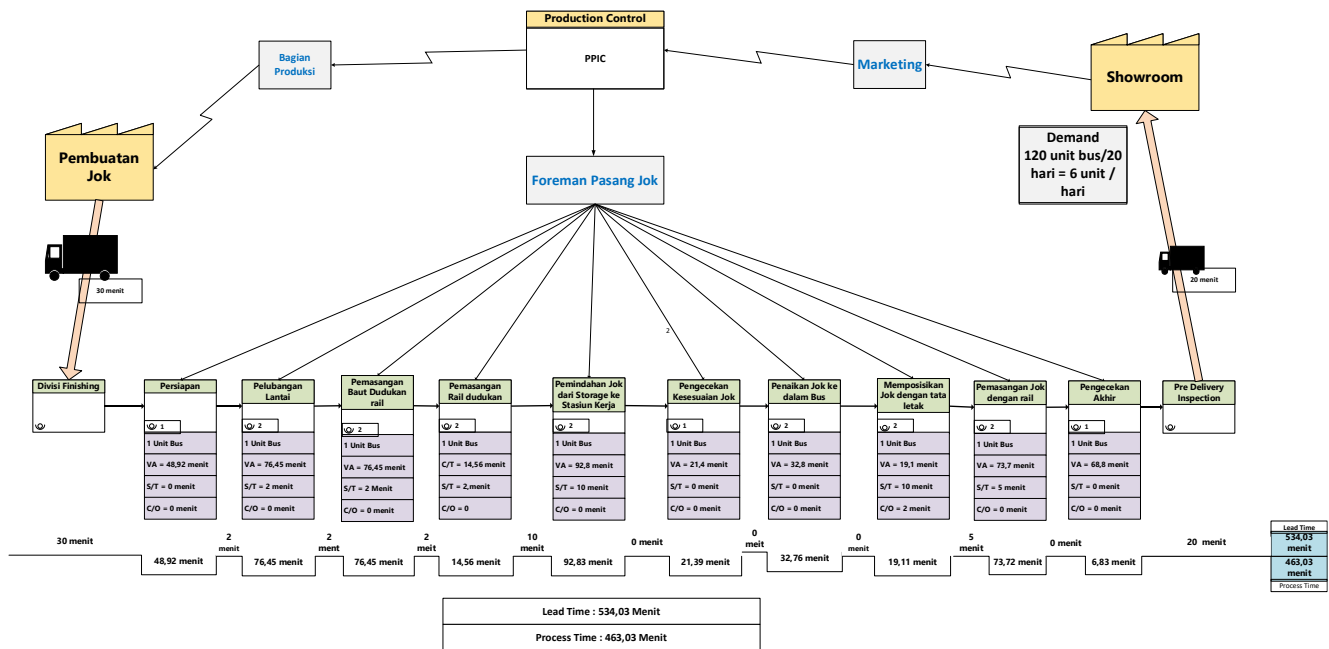 Production Control
PPIC
Bagian
Produksi
Marketing
Showroom
Pembuatan
Jok
Demand
120 unit bus/20
hari = 6 unit /
hari
Foreman Pasang Jok
30 menit
20 menit
2
Divisi Finishing
Persiapan
1
1 Unit Bus
VA = 48,92 menit
S/T = 0 menit
C/O = 0 menit
Pelubangan
Lantai
2
1 Unit Bus
VA = 76,45 menit
S/T = 2 menit
C/O = 0 menit
Pemasangan
Baut Dudukan
rail
2
1 Unit Bus
VA = 76,45 menit
S/T = 2 Menit
C/O = 0 menit
Pemasangan
Rail dudukan
2
1 Unit Bus
C/T = 14,56 menit
S/T = 2,menit
C/O = 0
Pemindahan Jok
dari Storage ke
Stasiun Kerja
2
1 Unit Bus
VA = 92,8 menit
S/T = 10 menit
C/O = 0 menit
Pengecekan
Kesesuaian Jok
1
1 Unit Bus
VA = 21,4 menit
S/T = 0 menit
C/O = 0 menit
Penaikan Jok ke
dalam Bus
2
1 Unit Bus
VA = 32,8 menit
S/T = 0 menit
C/O = 0 menit
Memposisikan
Jok dengan tata
letak
2
1 Unit Bus
VA = 19,1 menit
S/T = 10 menit
C/O = 2 menit
Pemasangan Jok
dengan rail
2
1 Unit Bus
VA = 73,7 menit
S/T = 5 menit
C/O = 0 menit
Pengecekan
Akhir
1
1 Unit Bus
VA = 68,8 menit
S/T = 0 menit
C/O = 0 menit
Pre Delivery
Inspection
30 menit
48,92 menit
2
menit
76,45 menit
2
menit
76,45 menit
2
meit
14,56 menit
10
menit
92,83 menit
0 menit
21,39 menit
0
menit
32,76 menit
0
menit
19,11 menit
5
menit
73,72 menit
0 menit
6,83 menit
20 menit
Lead Time
534,03
menit
463,03
menit
Process Time
Lead Time : 534,03 Menit
Process Time : 463,03 Menit